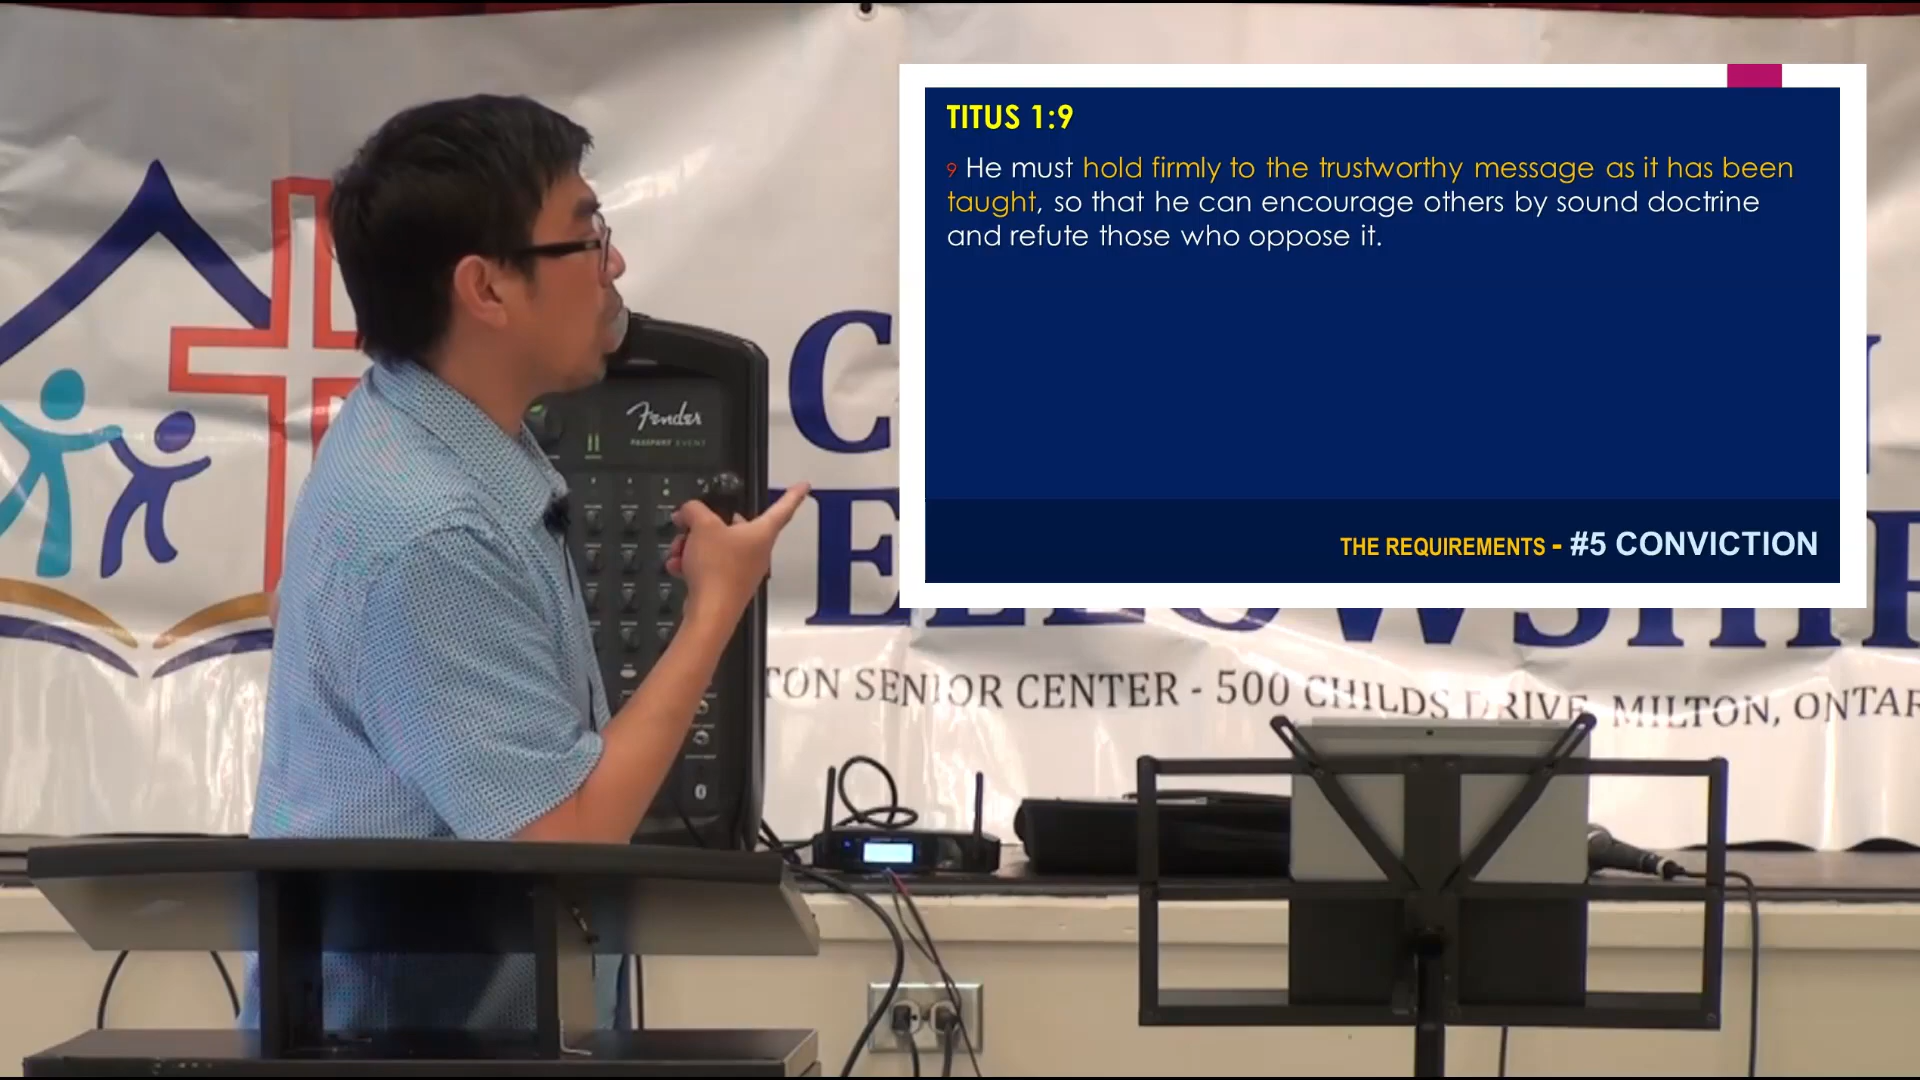 TITUS 1:9
9 He must hold firmly to the trustworthy message as it has been
taught, so that he can encourage others by sound doctrine
and refute those who oppose it.
THE REQUIREMENTS - #5 CONVICTION
Fender
PASSPORT EVENT
SENIOR CENTER - 500 CHILDS DRIVE, MILTON,